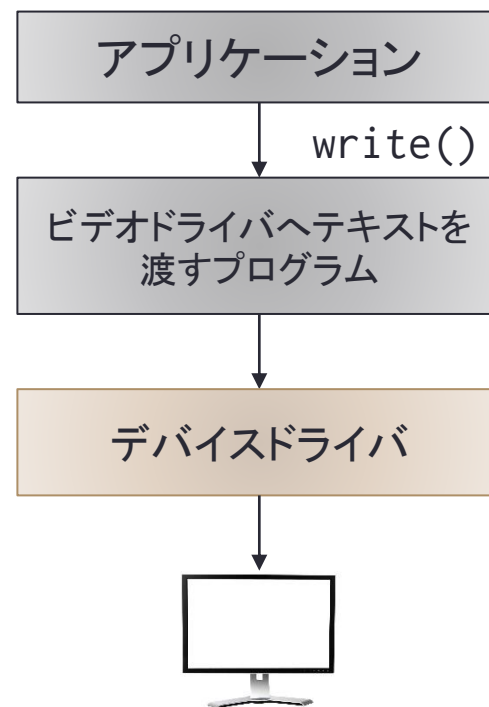 アプリケーション
write()
ビデオドライバへテキストを
渡すプログラム
デバイスドライバ